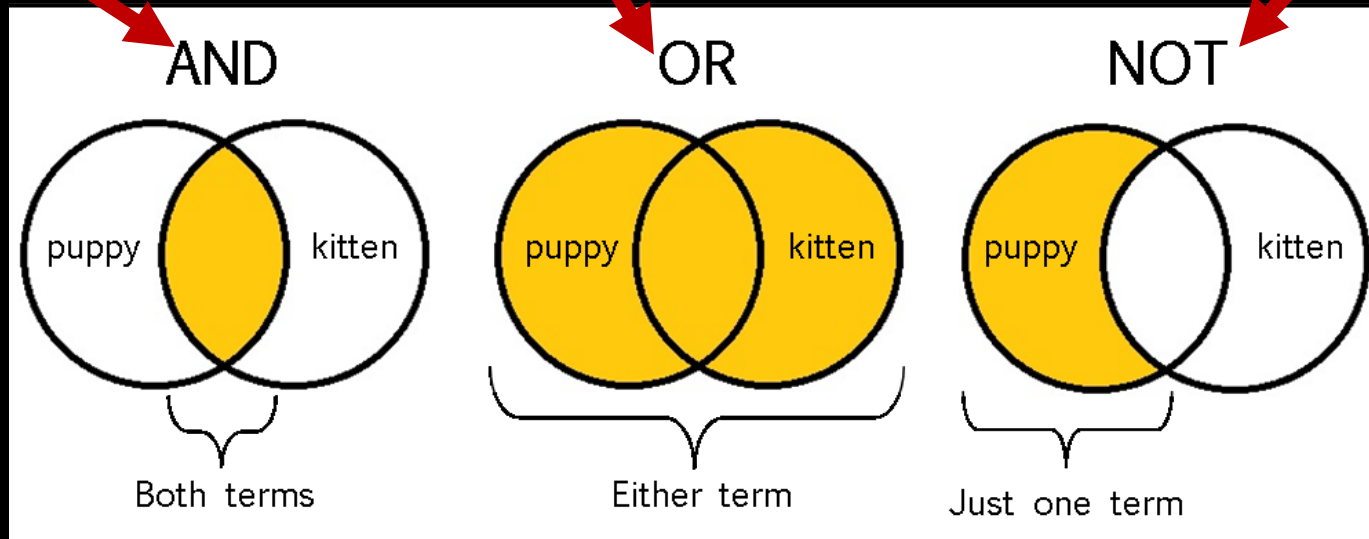 AND
OR
NOT
puppy
kitten
puppy
kitten
puppy
kitten
Both terms
Either term
Just one term